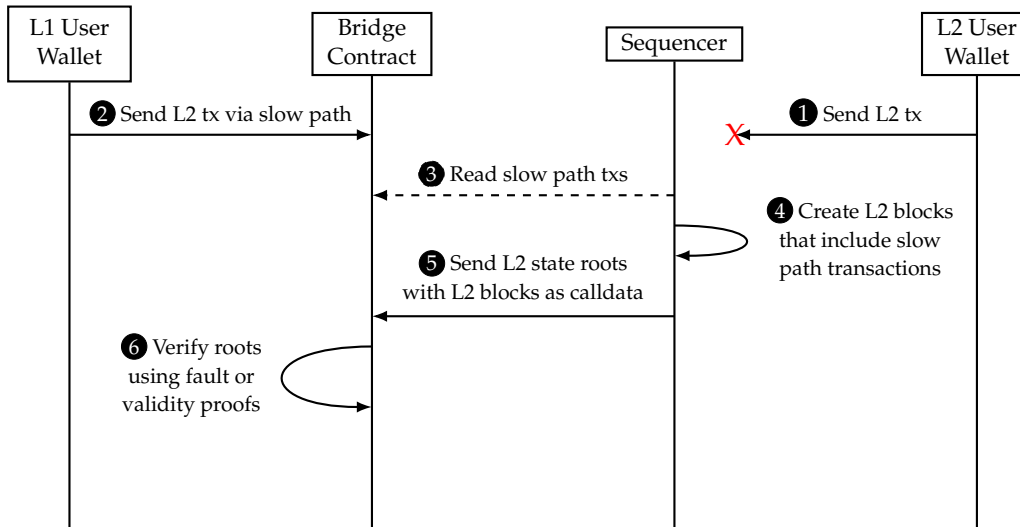 L1 User
Wallet
Bridge
Contract
Sequencer
L2 User
Wallet
1 Send L2 tx
X
2 Send L2 tx via slow path
3 Read slow path txs
4 Create L2 blocks
that include slow
path transactions
5 Send L2 state roots
with L2 blocks as calldata
6 Verify roots
using fault or
validity proofs